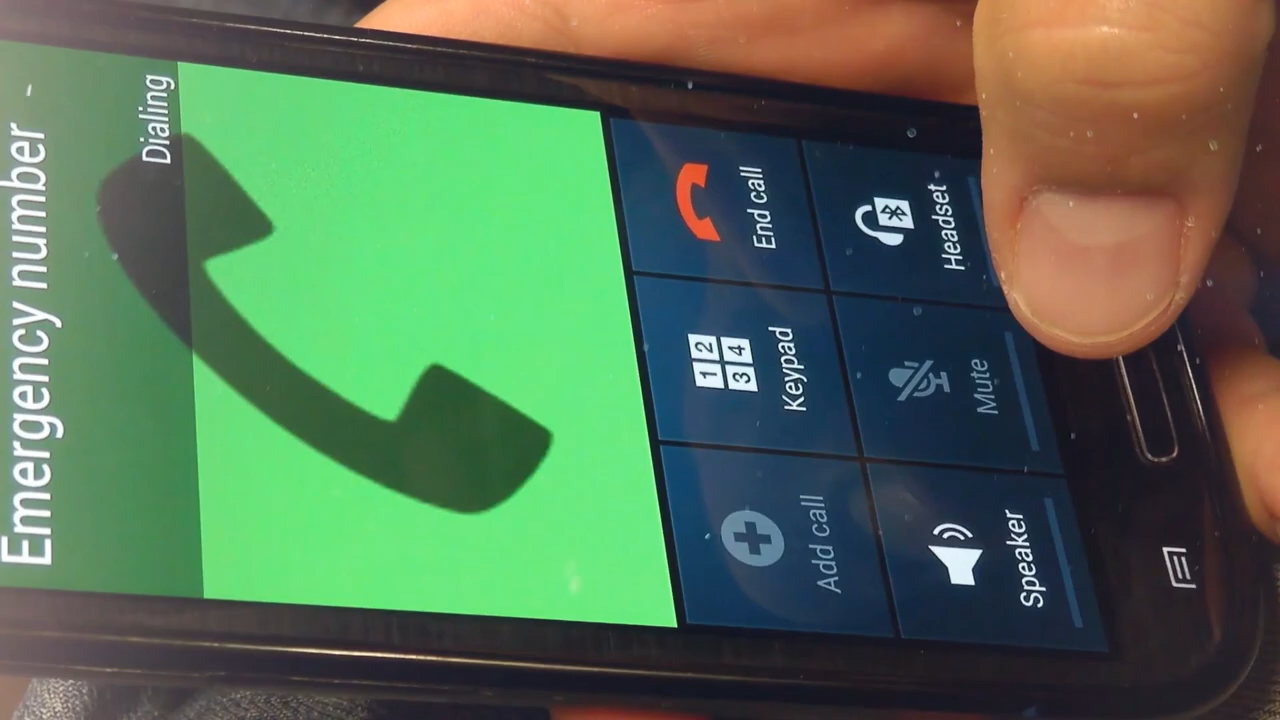 Emergency number
Dialing
Add call
1 2
3 4
Keypad
End call
Speaker
Mute
Headset